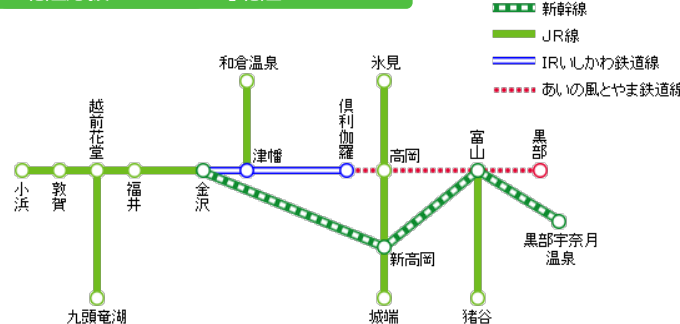 新幹線
JR線
IRいしかわ鉄道線
あいの風とやま鉄道線
和倉温泉
氷見
越前花堂
倶利伽羅
津幡
高岡
富山
黒部
小浜
敦賀
福井
金沢
新高岡
黒部宇奈月
温泉
九頭竜湖
城端
猪谷